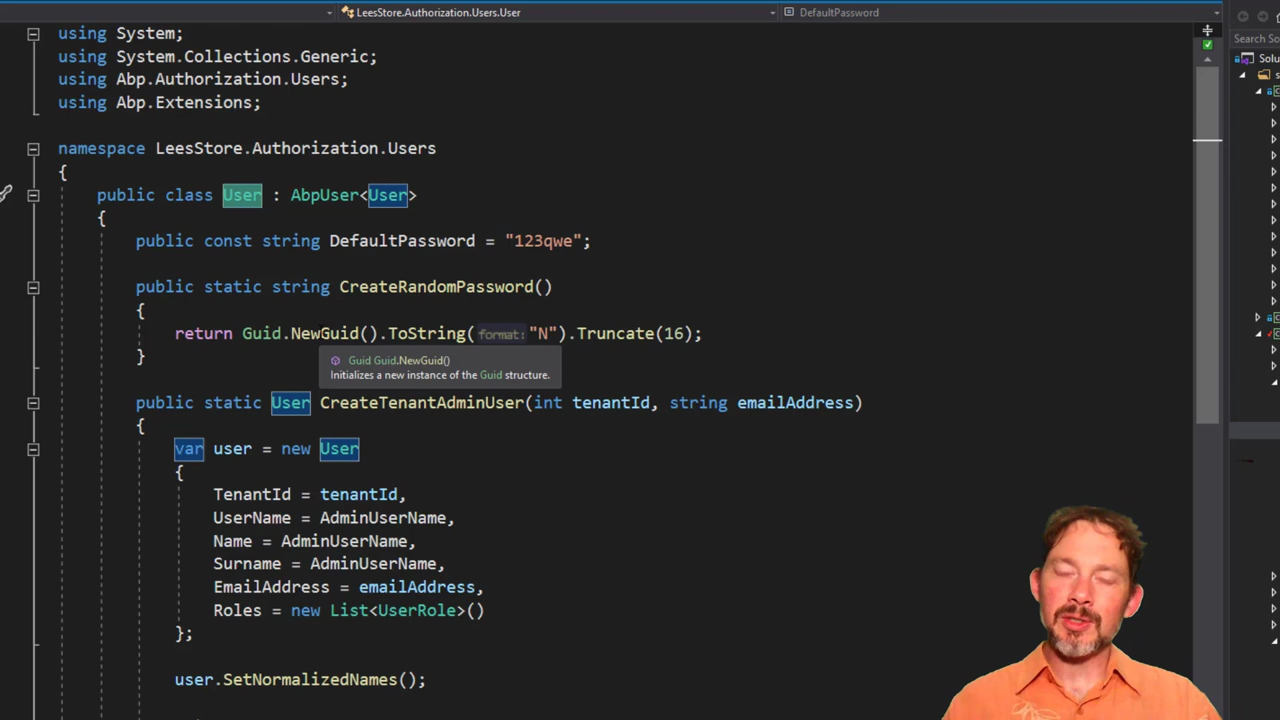 LeesStore.Authorization.Users.User
DefaultPassword
using System;
using System.Collections.Generic;
using Abp.Authorization.Users;
using Abp.Extensions;
namespace LeesStore.Authorization.Users
{
public class User : AbpUser<User>
{
public const string DefaultPassword = "123qwe";
public static string CreateRandomPassword()
{
return Guid.NewGuid().ToString(format: "N").Truncate(16);
}
Guid Guid.NewGuid()
Initializes a new instance of the Guid structure.
public static User CreateTenantAdminUser(int tenantId, string emailAddress)
{
var user = new User
{
TenantId = tenantId,
UserName = AdminUserName,
Name = AdminUserName,
Surname = AdminUserName,
EmailAddress = emailAddress,
Roles = new List<UserRole>()
};
user.SetNormalizedNames();
Search So
Solu
s